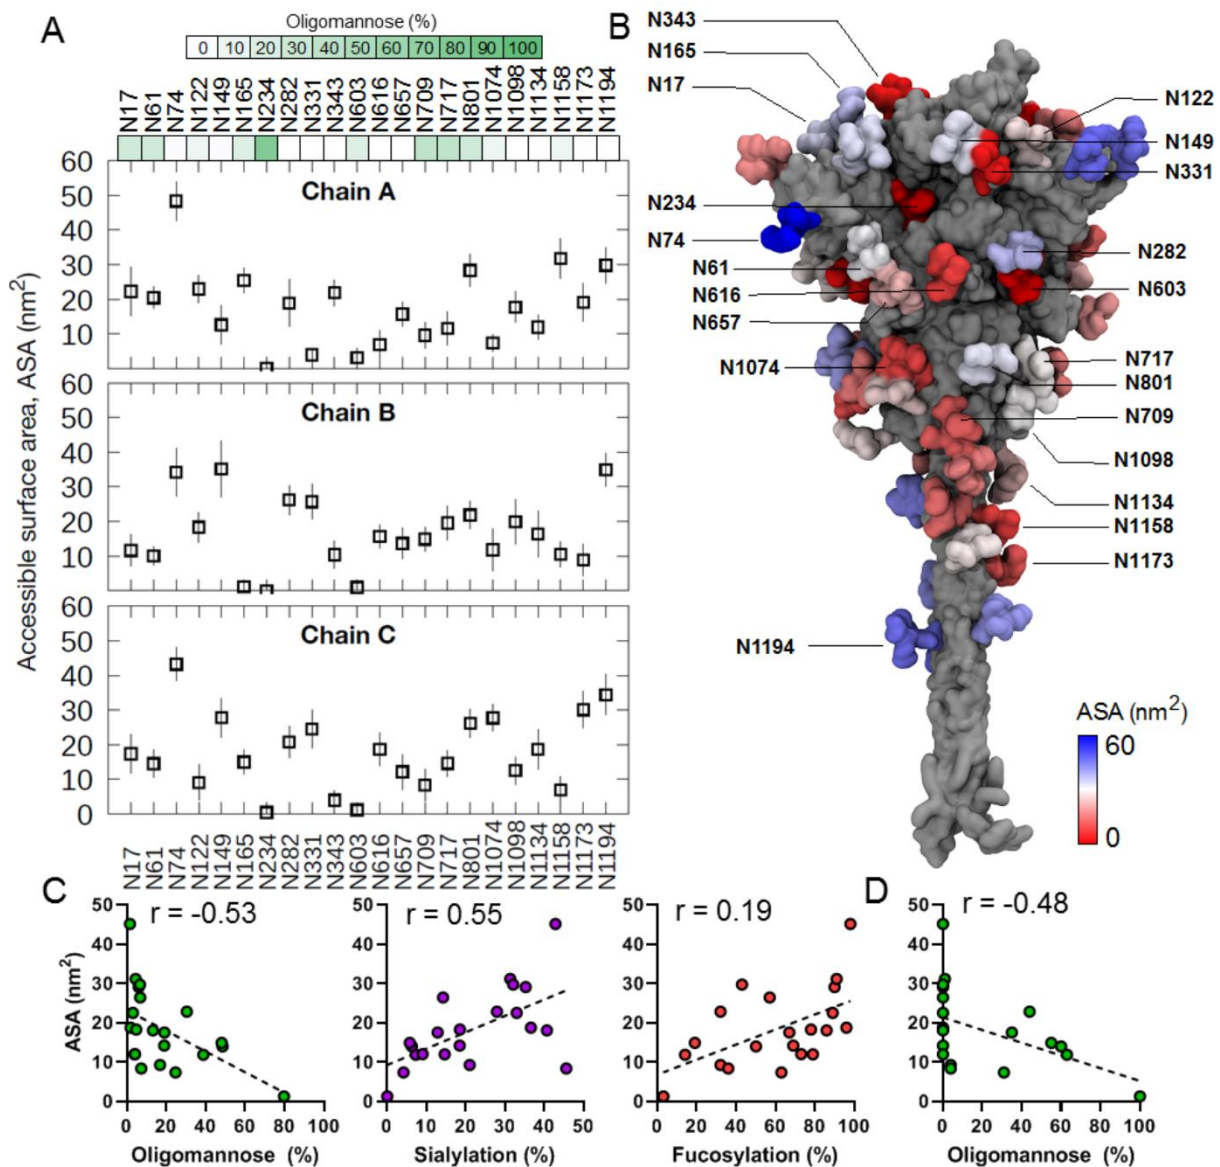 A
Oligomannose (%)
0 10 20 30 40 50 60 70 80 90 100
N17 N61 N74 N122 N149 N165 N234 N282 N331 N343 N603 N616 N657 N709 N717 N801 N1074 N1098 N1134 N1158 N1173 N1194
Accessible surface area, ASA (nm²)
Chain A
60
50
40
30
20
10
Chain B
60
50
40
30
20
10
Chain C
60
50
40
30
20
10
0
N17 N61 N74 N122 N149 N165 N234 N282 N331 N343 N603 N616 N657 N709 N717 N801 N1074 N1098 N1134 N1158 N1173 N1194
B
N343
N165
N17
N234
N74
N61
N616
N657
N1074
N1194
N122
N149
N331
N282
N603
N717
N801
N709
N1098
N1134
N1158
N1173
ASA (nm²)
60
0
C
r = -0.53
ASA (nm²)
50
40
30
20
10
0
0 20 40 60 80 100
Oligomannose (%)
r = 0.55
50
40
30
20
10
0
0 10 20 30 40 50
Sialylation (%)
r = 0.19
50
40
30
20
10
0
0 20 40 60 80 100
Fucosylation (%)
D
r = -0.48
50
40
30
20
10
0
0 20 40 60 80 100
Oligomannose (%)